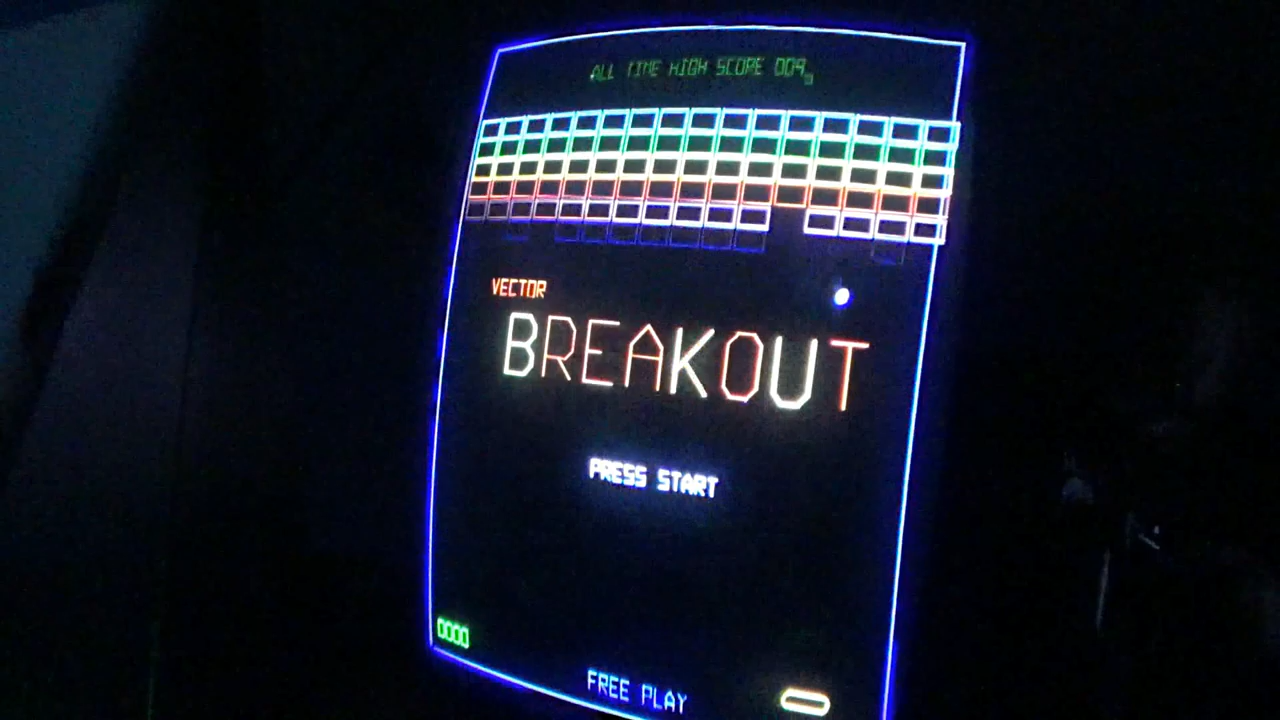 ALL TIME HIGH SCORE 009
VECTOR
BREAKOUT
PRESS START
0000
FREE PLAY